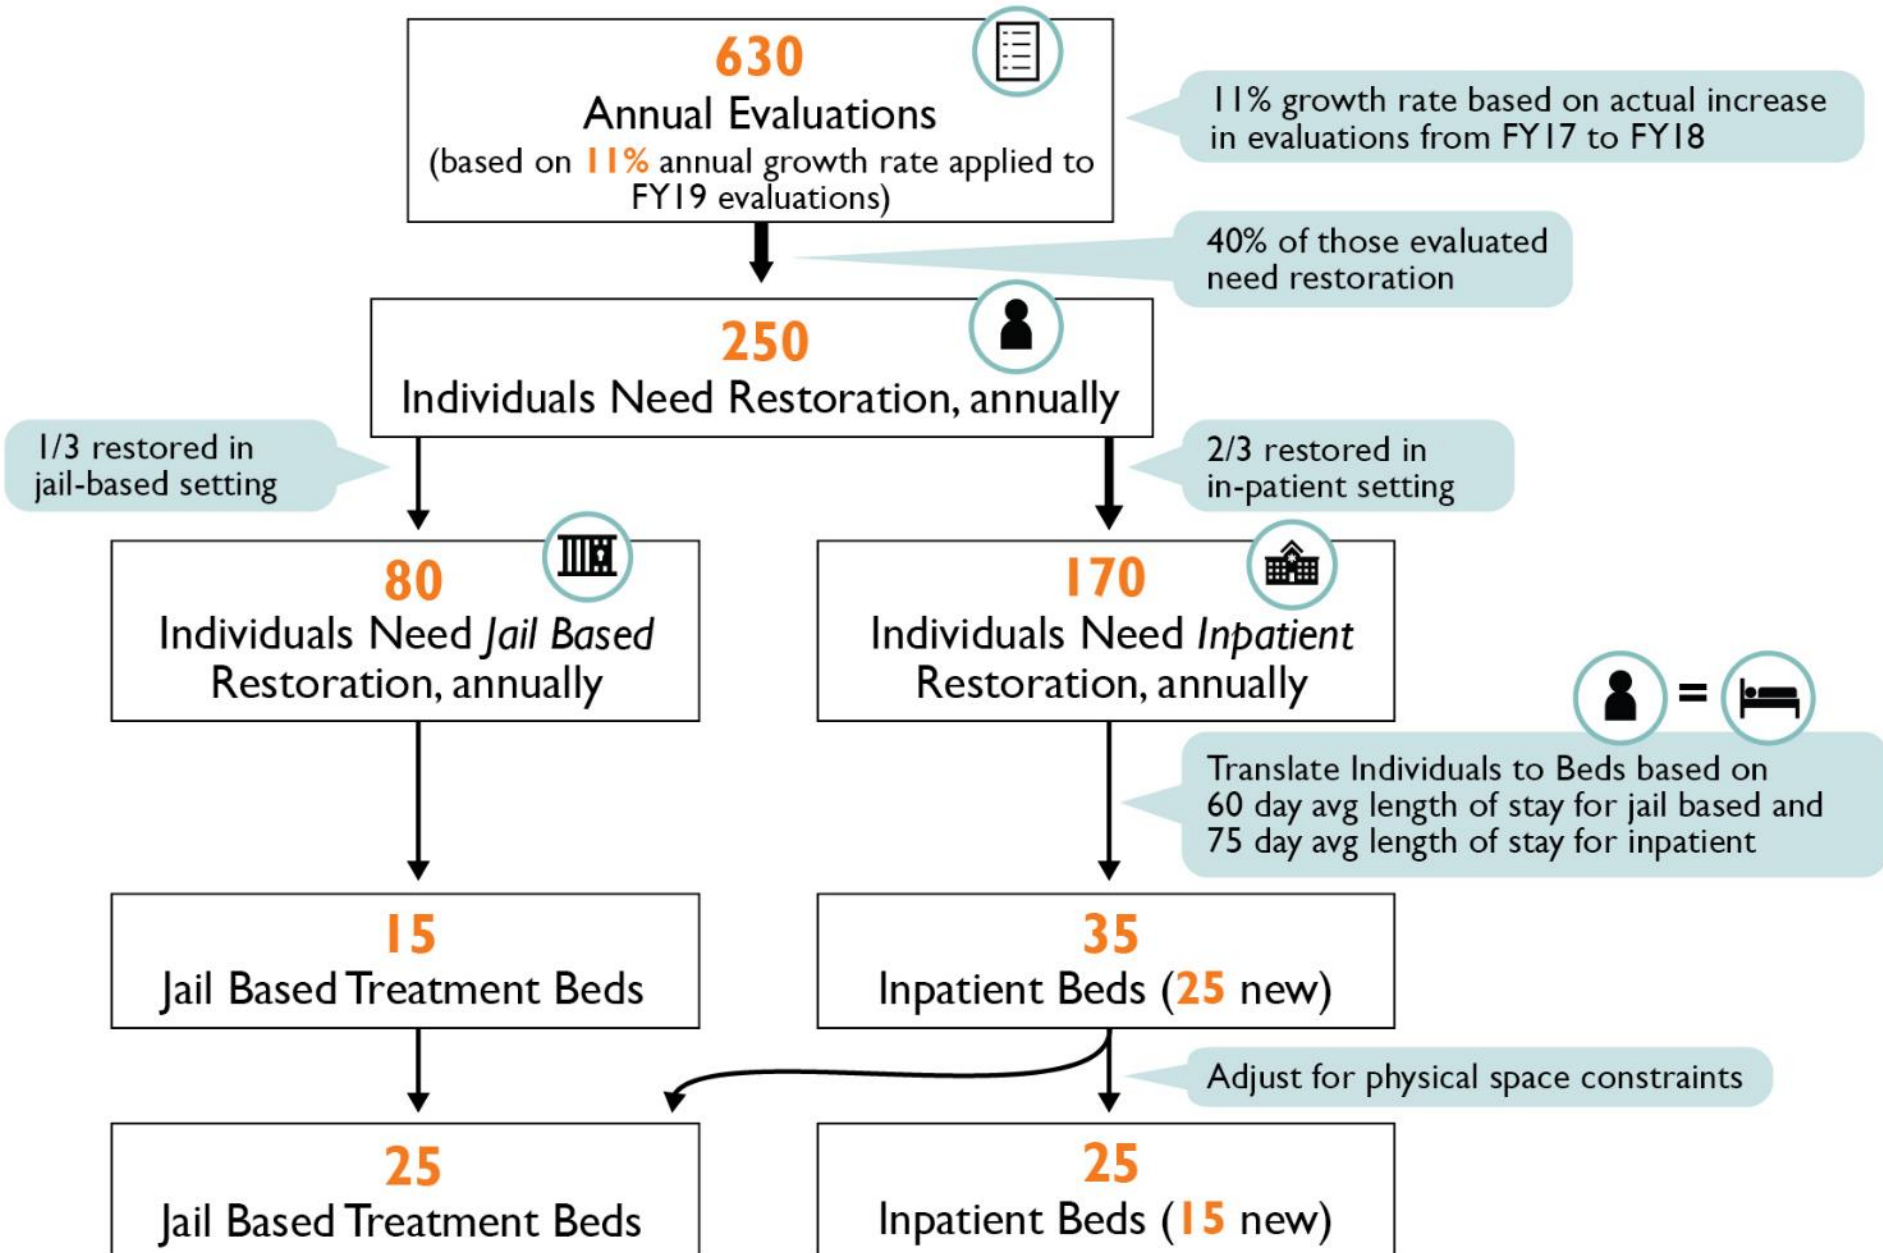 630
Annual Evaluations
(based on 11% annual growth rate applied to
FY19 evaluations)
11% growth rate based on actual increase
in evaluations from FY17 to FY18
40% of those evaluated
need restoration
250
Individuals Need Restoration, annually
1/3 restored in
jail-based setting
2/3 restored in
in-patient setting
80
Individuals Need Jail Based
Restoration, annually
170
Individuals Need Inpatient
Restoration, annually
=
Translate Individuals to Beds based on
60 day avg length of stay for jail based and
75 day avg length of stay for inpatient
15
Jail Based Treatment Beds
35
Inpatient Beds (25 new)
Adjust for physical space constraints
25
Jail Based Treatment Beds
25
Inpatient Beds (15 new)